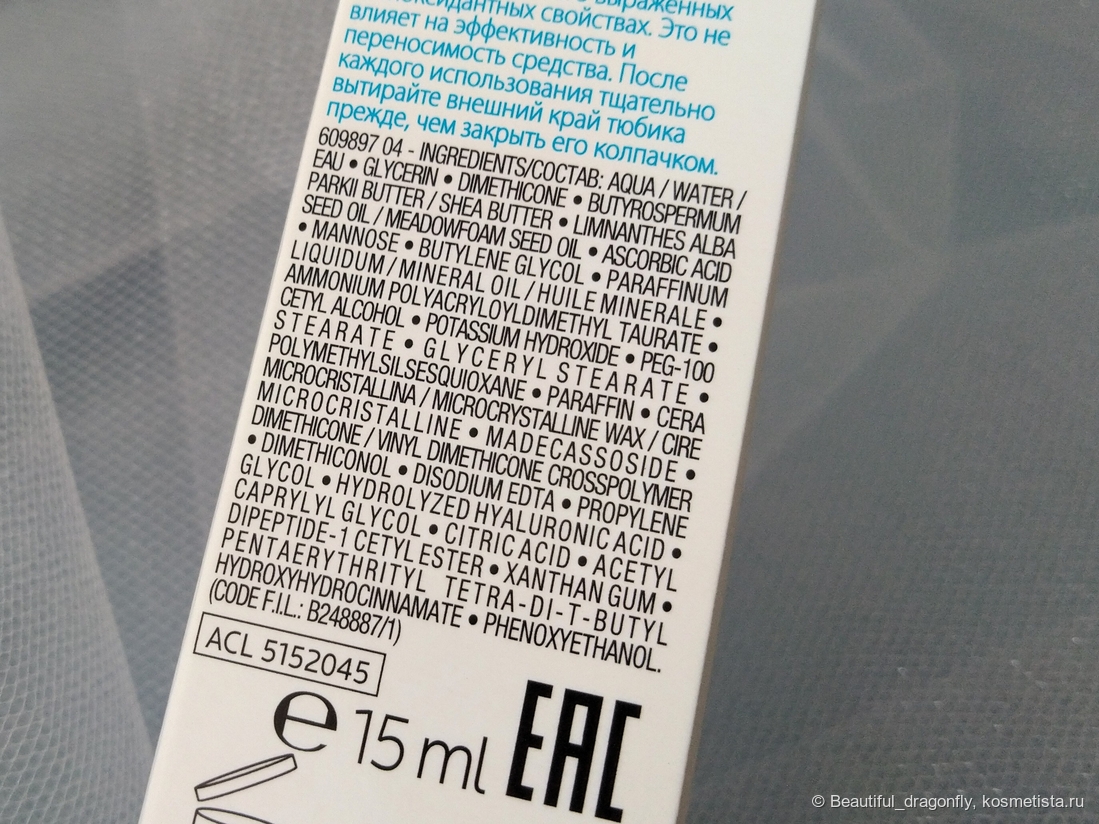 выраженных
свойствах. Это не
влияет на эффективность и
переносимость средства. После
каждого использования тщательно
вытирайте внешний край тюбика
прежде, чем закрыть его колпачком.
609897 04 - INGREDIENTS/СОСТАВ: AQUA / WATER /
EAU • GLYCERIN • DIMETHICONE • BUTYROSPERMUM
PARKII BUTTER / SHEA BUTTER • LIMNANTHES ALBA
SEED OIL / MEADOWFOAM SEED OIL • ASCORBIC ACID
• MANNOSE • BUTYLENE GLYCOL • PARAFFINUM
LIQUIDUM / MINERAL OIL / HUILE MINERALE •
AMMONIUM POLYACRYLOYLDIMETHYL TAURATE •
CETYL ALCOHOL • POTASSIUM HYDROXIDE • PEG-100
STEARATE • GLYCERYL STEARATE •
POLYMETHYLSILSESQUIOXANE • PARAFFIN • CERA
MICROCRISTALLINA / MICROCRYSTALLINE WAX / CIRE
MICROCRISTALLINE • MADECASSOSIDE •
DIMETHICONE / VINYL DIMETHICONE CROSSPOLYMER
• DIMETHICONOL • DISODIUM EDTA • PROPYLENE
GLYCOL • HYDROLYZED HYALURONIC ACID •
CAPRYLYL GLYCOL • CITRIC ACID • ACETYL
DIPEPTIDE-1 CETYL ESTER • XANTHAN GUM •
PENTAERYTHRITYL TETRA-DI-T-BUTYL
HYDROXYHYDROCINNAMATE • PHENOXYETHANOL.
(CODE F.I.L.: B248887/1)
ACL 5152045
e 15 ml EAC
© Beautiful_dragonfly, kosmetista.ru